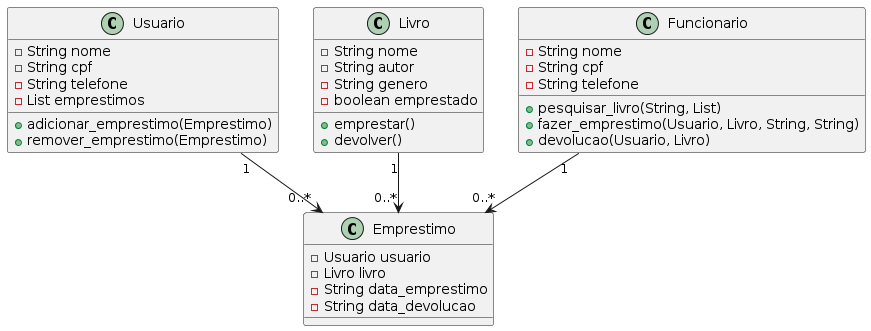 C Usuario
String nome
String cpf
String telefone
List emprestimos
adicionar_emprestimo(Emprestimo)
remover_emprestimo(Emprestimo)
C Livro
String nome
String autor
String genero
boolean emprestado
emprestar()
devolver()
C Funcionario
String nome
String cpf
String telefone
pesquisar_livro(String, List)
fazer_emprestimo(Usuario, Livro, String, String)
devolucao(Usuario, Livro)
1
1
1
0..*
0..*
0..*
C Emprestimo
Usuario usuario
Livro livro
String data_emprestimo
String data_devolucao